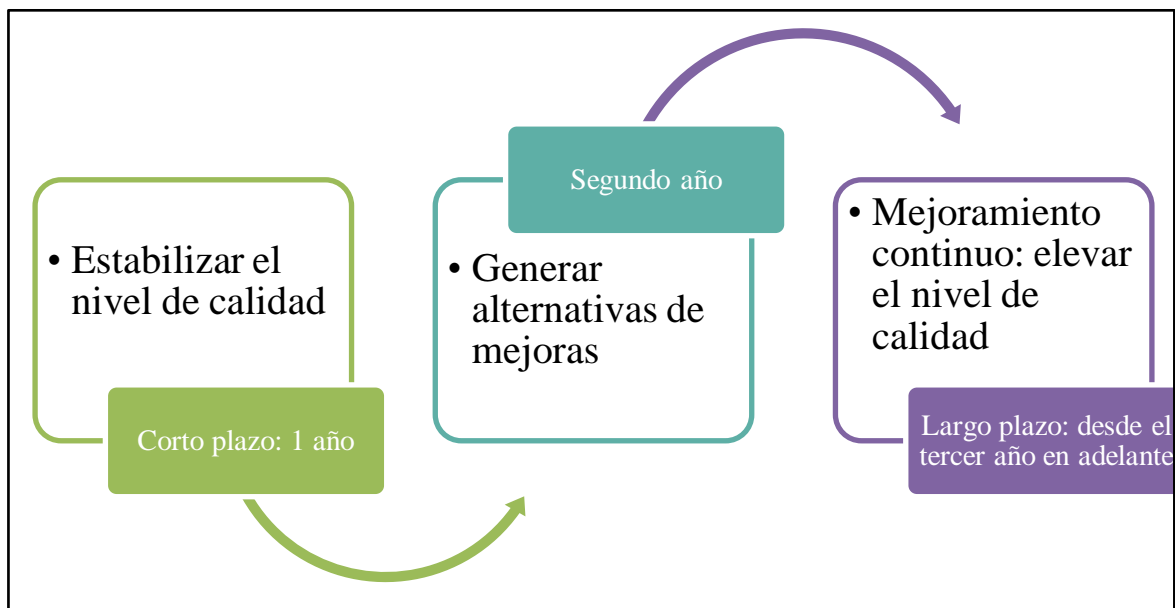 • Estabilizar el
nivel de calidad
Corto plazo: 1 año
Segundo año
• Generar
alternativas de
mejoras
• Mejoramiento
continuo: elevar
el nivel de
calidad
Largo plazo: desde el
tercer año en adelante